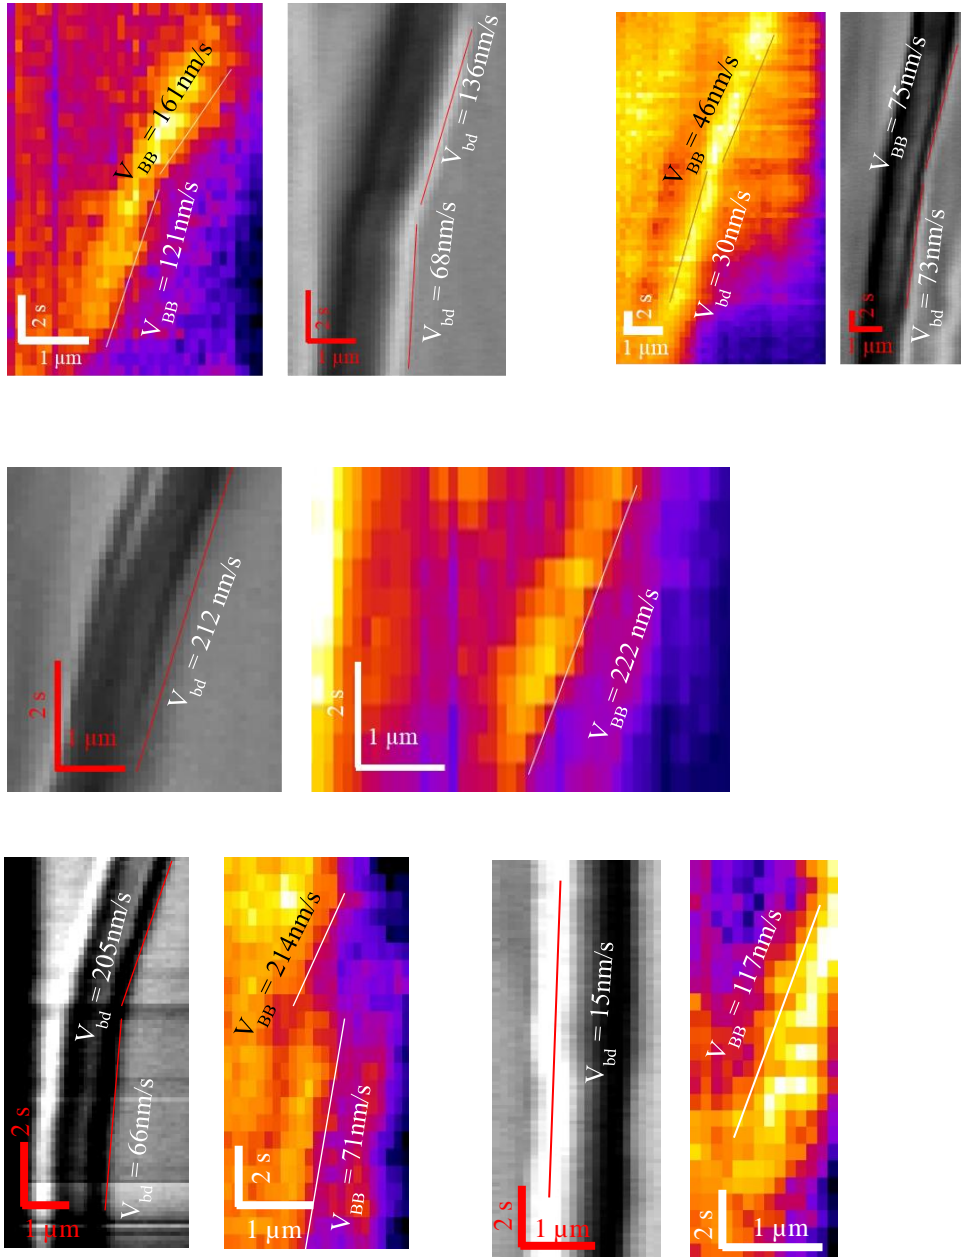 V_BB = 161nm/s
V_BB = 121nm/s
2 s
1 μm
V_bd = 136nm/s
V_bd = 68nm/s
2 s
1 μm
V_BB = 46nm/s
V_bd = 30nm/s
2 s
1 μm
V_BB = 75nm/s
V_bd = 73nm/s
2 s
1 μm
V_bd = 212 nm/s
2 s
1 μm
V_BB = 222 nm/s
2 s
1 μm
V_bd = 205nm/s
V_bd = 66nm/s
2 s
1 μm
V_BB = 214nm/s
V_BB = 71nm/s
2 s
1 μm
V_bd = 15nm/s
2 s
1 μm
V_BB = 117nm/s
2 s
1 μm